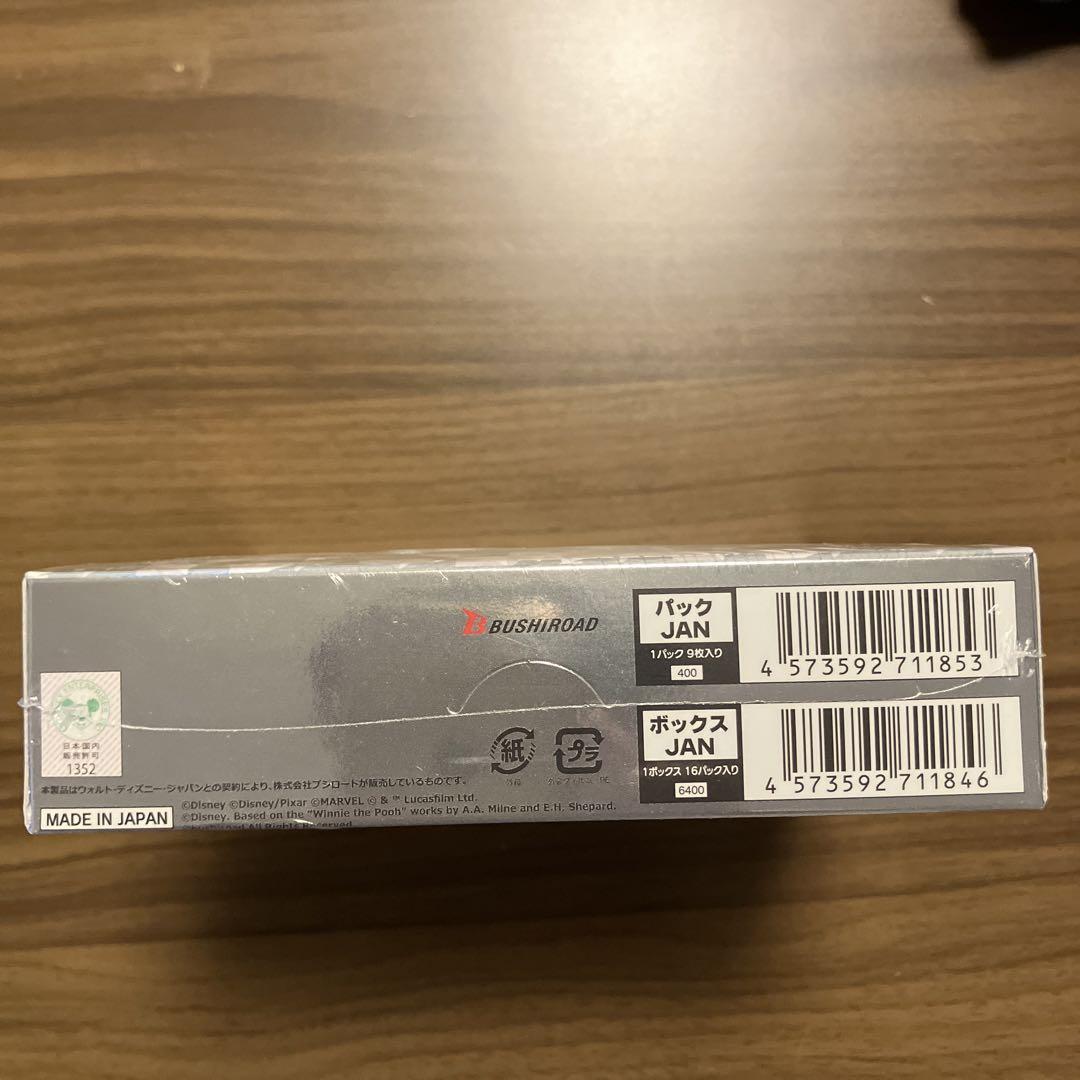 BUSHIROAD
パック
JAN
1パック 9枚入り
400
4 573592 711853
ボックス
JAN
1ボックス 16パック入り
6400
4 573592 711846
日本国内
販売許可
1352
紙
プラ
本製品はウォルト・ディズニー・ジャパンとの契約により、株式会社ブシロードが販売しているものです。
©Disney ©Disney/Pixar ©MARVEL © & ™ Lucasfilm Ltd.
©Disney. Based on the "Winnie the Pooh" works by A.A. Milne and E.H. Shepard.
©bushiroad All Rights Reserved.
MADE IN JAPAN